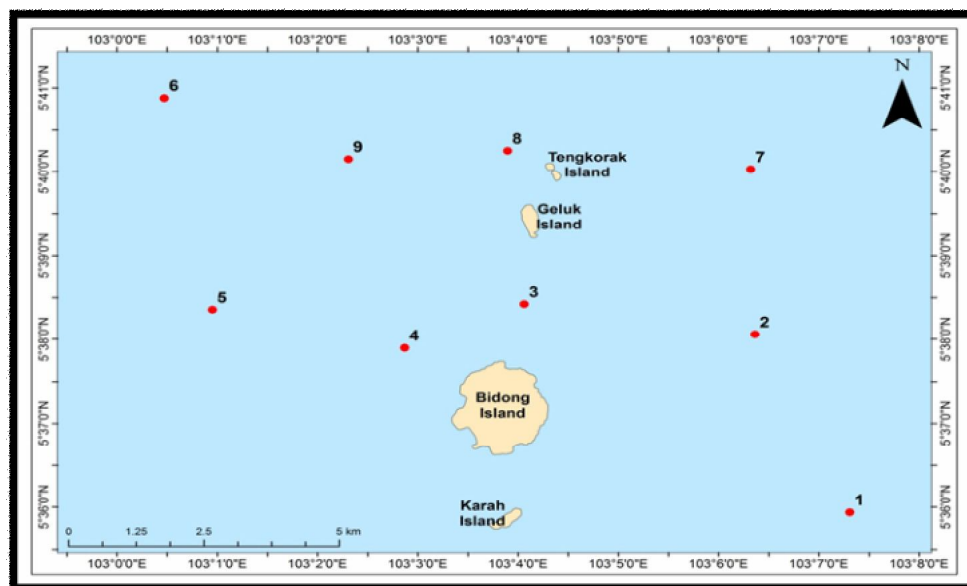 103°0'0"E 103°1'0"E 103°2'0"E 103°3'0"E 103°4'0"E 103°5'0"E 103°6'0"E 103°7'0"E 103°8'0"E
N
5°41'0"N 5°41'0"N
6
8
9
7
Tengkorak
Island
5°40'0"N 5°40'0"N
Geluk
Island
5°39'0"N 5°39'0"N
5
3
2
4
5°38'0"N 5°38'0"N
Bidong
Island
5°37'0"N 5°37'0"N
Karah
Island
1
5°36'0"N 5°36'0"N
0 1.25 2.5 5 km
103°0'0"E 103°1'0"E 103°2'0"E 103°3'0"E 103°4'0"E 103°5'0"E 103°6'0"E 103°7'0"E 103°8'0"E